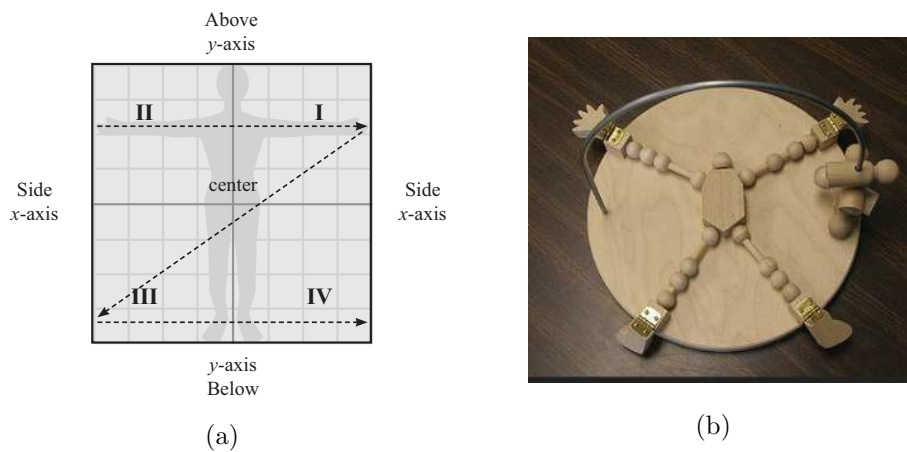 Above
y-axis
II
I
Side
x-axis
center
Side
x-axis
III
IV
y-axis
Below
(a)
(b)